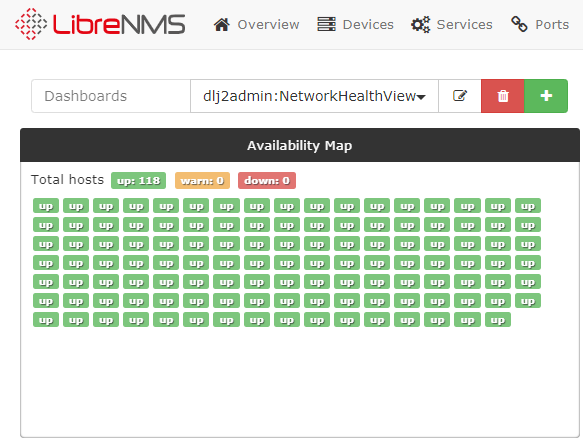 LibreNMS Overview Devices Services Ports
Dashboards dlj2admin:NetworkHealthView
Availability Map
Total hosts up: 118 warn: 0 down: 0
up up up up up up up up up up up up up up up up up
up up up up up up up up up up up up up up up up up
up up up up up up up up up up up up up up up up up
up up up up up up up up up up up up up up up up up
up up up up up up up up up up up up up up up up up
up up up up up up up up up up up up up up up up up
up up up up up up up up up up up up up up up up